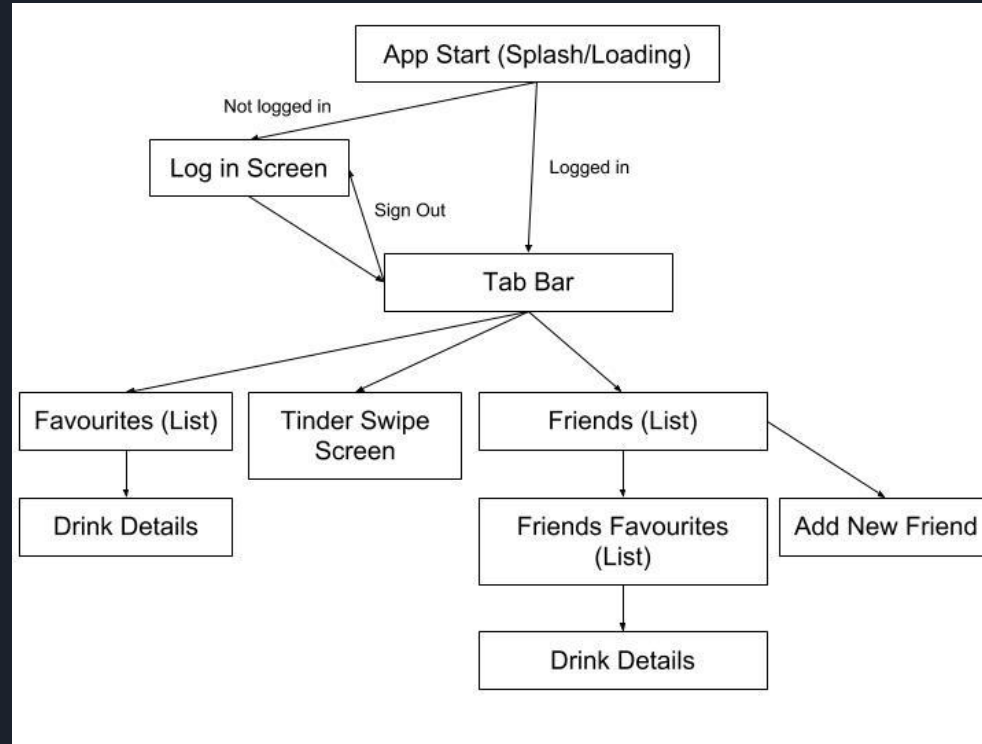 App Start (Splash/Loading)
Not logged in
Log in Screen
Logged in
Sign Out
Tab Bar
Favourites (List)
Tinder Swipe
Screen
Friends (List)
Drink Details
Friends Favourites
(List)
Add New Friend
Drink Details